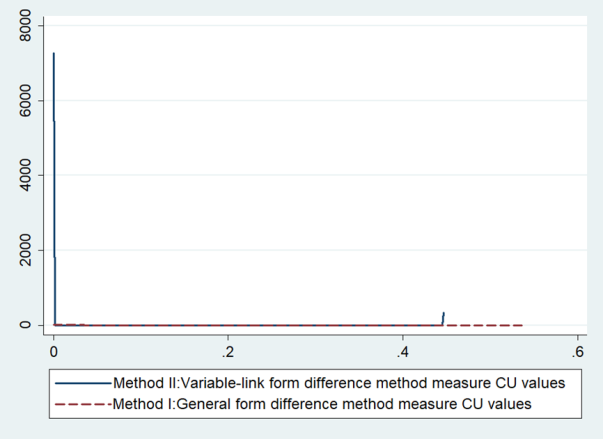 8000
6000
4000
2000
0
0 .2 .4 .6
Method II:Variable-link form difference method measure CU values
Method I:General form difference method measure CU values